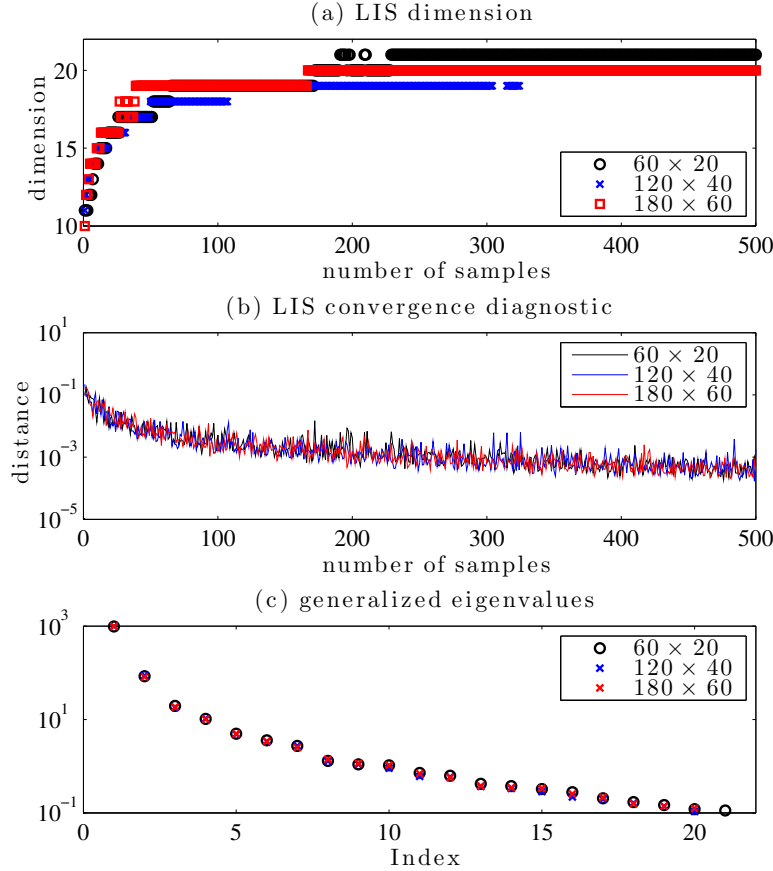 (a) LIS dimension
20
15
10
dimension
60 × 20
120 × 40
180 × 60
0 100 200 300 400 500
number of samples
(b) LIS convergence diagnostic
10^1
10^-1
10^-3
10^-5
distance
60 × 20
120 × 40
180 × 60
0 100 200 300 400 500
number of samples
(c) generalized eigenvalues
10^3
10^1
10^-1
60 × 20
120 × 40
180 × 60
0 5 10 15 20
Index